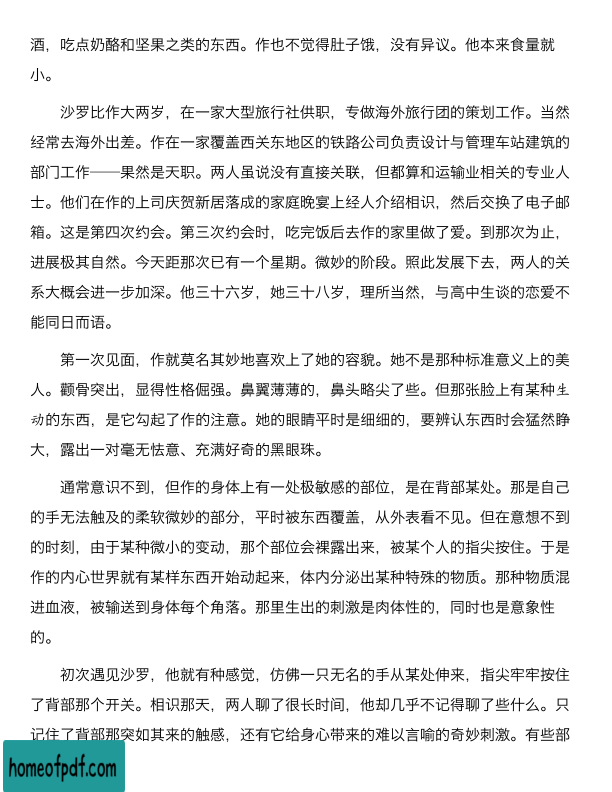 酒，吃点奶酪和坚果之类的东西。作也不觉得肚子饿，没有异议。他本来食量就
小。
沙罗比作大两岁，在一家大型旅行社供职，专做海外旅行团的策划工作。当然
经常去海外出差。作在一家覆盖西关东地区的铁路公司负责设计与管理车站建筑的
部门工作——果然是天职。两人虽说没有直接关联，但都算和运输业相关的专业人
士。他们在作的上司庆贺新居落成的家庭晚宴上经人介绍相识，然后交换了电子邮
箱。这是第四次约会。第三次约会时，吃完饭后去作的家里做了爱。到那次为止，
进展极其自然。今天距那次已有一个星期。微妙的阶段。照此发展下去，两人的关
系大概会进一步加深。他三十六岁，她三十八岁，理所当然，与高中生谈的恋爱不
能同日而语。
第一次见面，作就莫名其妙地喜欢上了她的容貌。她不是那种标准意义上的美
人。颧骨突出，显得性格倔强。鼻翼薄薄的，鼻头略尖了些。但那张脸上有某种生
动的东西，是它勾起了作的注意。她的眼睛平时是细细的，要辨认东西时会猛然睁
大，露出一对毫无怯意、充满好奇的黑眼珠。
通常意识不到，但作的身体上有一处极敏感的部位，是在背部某处。那是自己
的手无法触及的柔软微妙的部分，平时被东西覆盖，从外表看不见。但在意想不到
的时刻，由于某种微小的变动，那个部位会裸露出来，被某个人的指尖按住。于是
作的内心世界就有某样东西开始动起来，体内分泌出某种特殊的物质。那种物质混
进血液，被输送到身体每个角落。那里生出的刺激是肉体性的，同时也是意象性
的。
初次遇见沙罗，他就有种感觉，仿佛一只无名的手从某处伸来，指尖牢牢按住
了背部那个开关。相识那天，两人聊了很长时间，他却几乎不记得聊了些什么。只
记住了背部那突如其来的触感，还有它给身心带来的难以言喻的奇妙刺激。有些部
homeofpdf.com